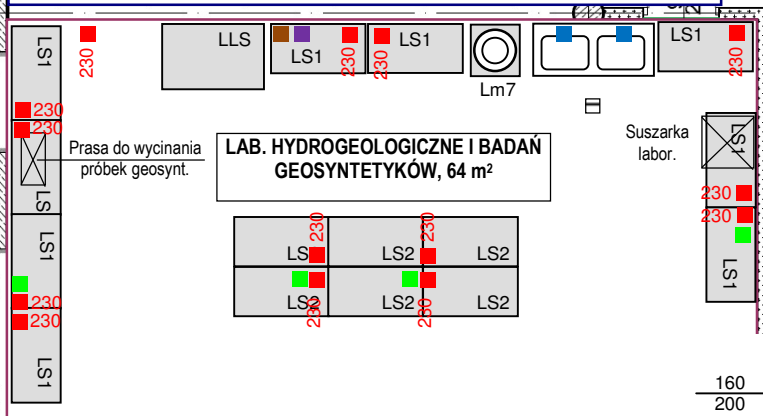 LS1
230
LLS
LS1
230
LS1
Lm7
LS1
230
230
230
Prasa do wycinania
próbek geosynt.
LS
LAB. HYDROGEOLOGICZNE I BADAŃ
GEOSYNTETYKÓW, 64 m²
Suszarka
labor.
LS1
230
230
LS1
LS1
230
230
LS1
230
230
LS2
LS2
LS2
LS2
LS2
LS2
230
230
160
200